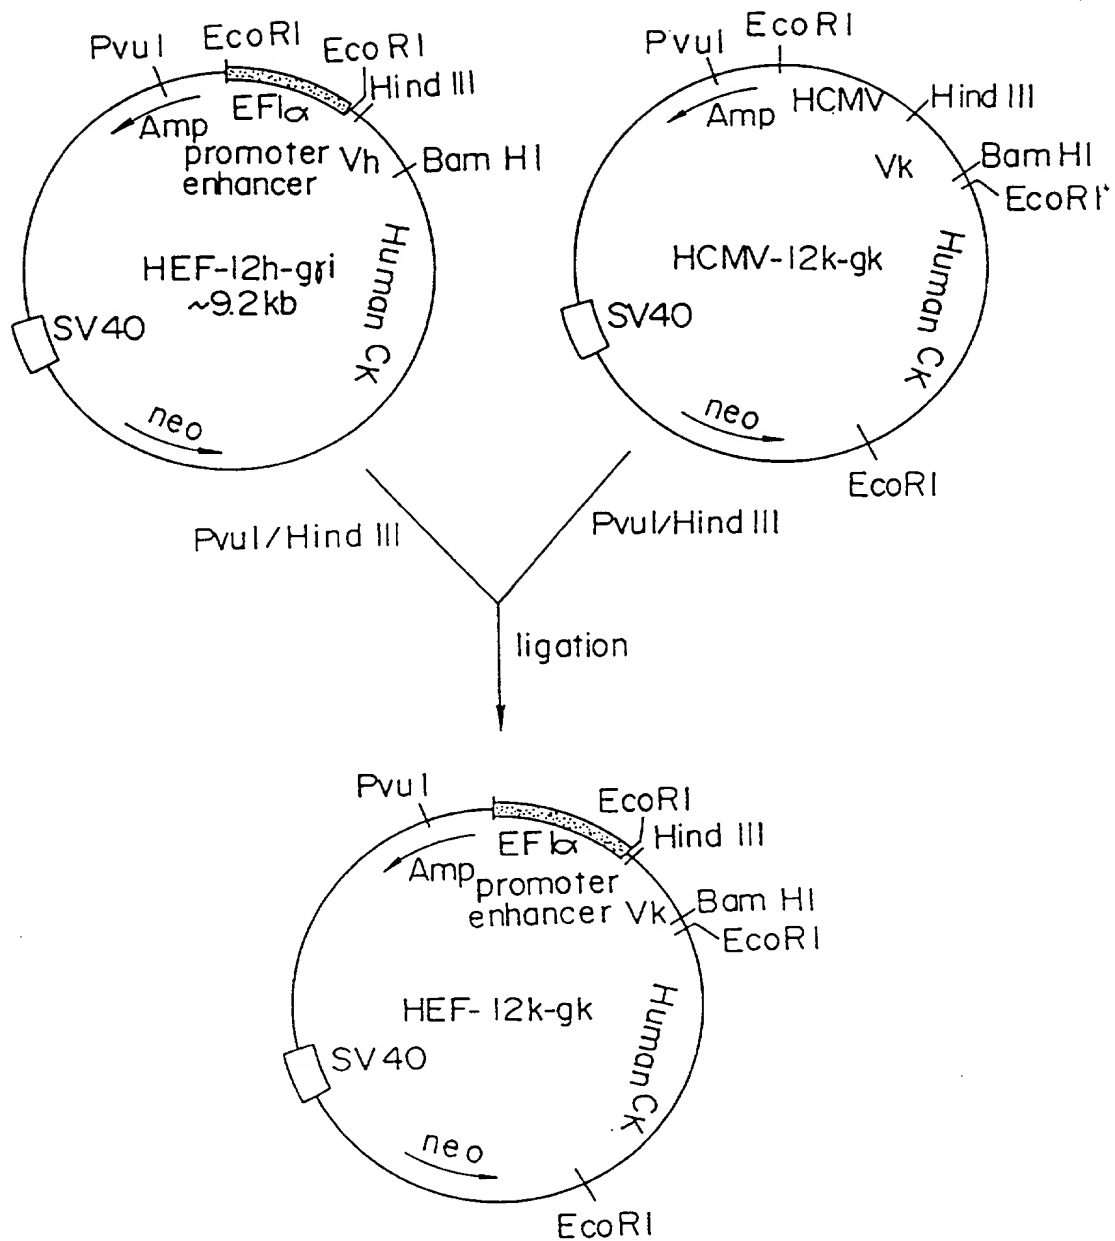 PvuI
EcoRI
EcoRI
Hind III
Amp
EF1α
promoter
enhancer
Vh
Bam HI
HEF-12h-gγ1
~9.2kb
Human Cκ
SV40
neo
PvuI
EcoRI
Amp
HCMV
Hind III
Vk
Bam HI
EcoRI
HCMV-12k-gk
Human Cκ
SV40
neo
EcoRI
PvuI/Hind III
PvuI/Hind III
ligation
PvuI
EcoRI
Hind III
Amp
EF1α
promoter
enhancer
Vk
Bam HI
EcoRI
HEF-12k-gk
Human Cκ
SV40
neo
EcoRI